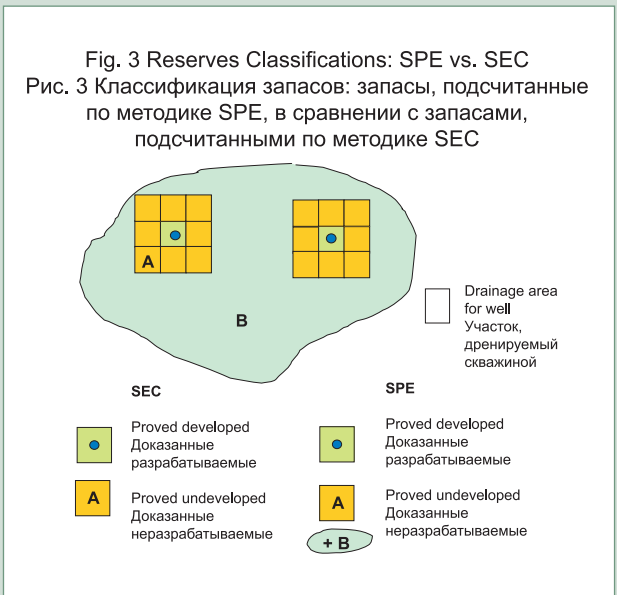 Fig. 3 Reserves Classifications: SPE vs. SEC
Рис. 3 Классификация запасов: запасы, подсчитанные
по методике SPE, в сравнении с запасами,
подсчитанными по методике SEC
A
B
Drainage area
for well
Участок,
дренируемый
скважиной
SEC
Proved developed
Доказанные
разрабатываемые
A
Proved undeveloped
Доказанные
неразрабатываемые
SPE
Proved developed
Доказанные
разрабатываемые
A
Proved undeveloped
Доказанные
неразрабатываемые
+ B